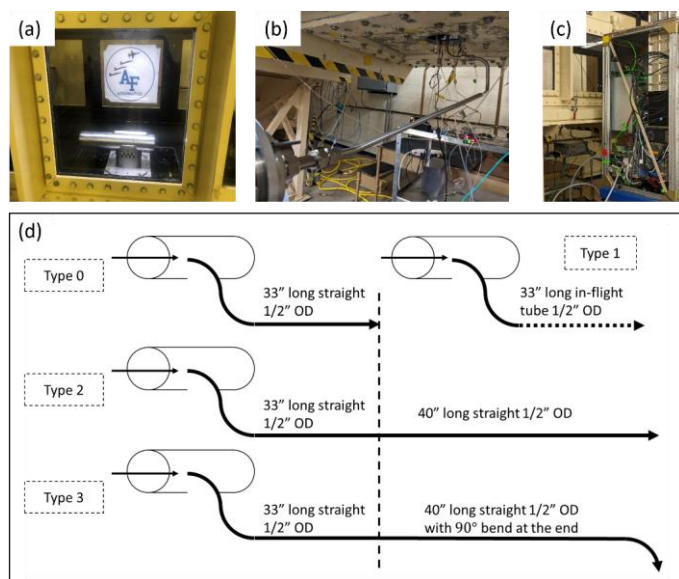 (a)
AF
(b)
(c)
(d)
Type 0
33” long straight
1/2” OD
Type 1
33” long in-flight
tube 1/2” OD
Type 2
33” long straight
1/2” OD
40” long straight 1/2” OD
Type 3
33” long straight
1/2” OD
40” long straight 1/2” OD
with 90° bend at the end